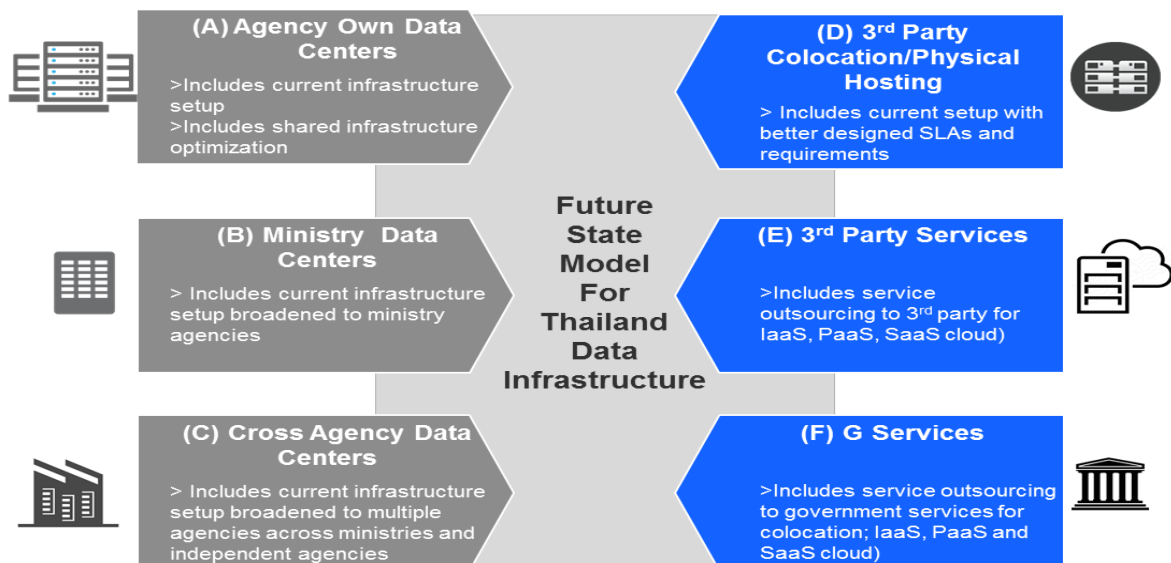 (A) Agency Own Data
Centers
>Includes current infrastructure
setup
>Includes shared infrastructure
optimization
(B) Ministry Data
Centers
> Includes current infrastructure
setup broadened to ministry
agencies
(C) Cross Agency Data
Centers
> Includes current infrastructure
setup broadened to multiple
agencies across ministries and
independent agencies
Future
State
Model
For
Thailand
Data
Infrastructure
(D) 3rd Party
Colocation/Physical
Hosting
> Includes current setup with
better designed SLAs and
requirements
(E) 3rd Party Services
>Includes service
outsourcing to 3rd party for
IaaS, PaaS, SaaS cloud)
(F) G Services
>Includes service outsourcing
to government services for
colocation; IaaS, PaaS and
SaaS cloud)